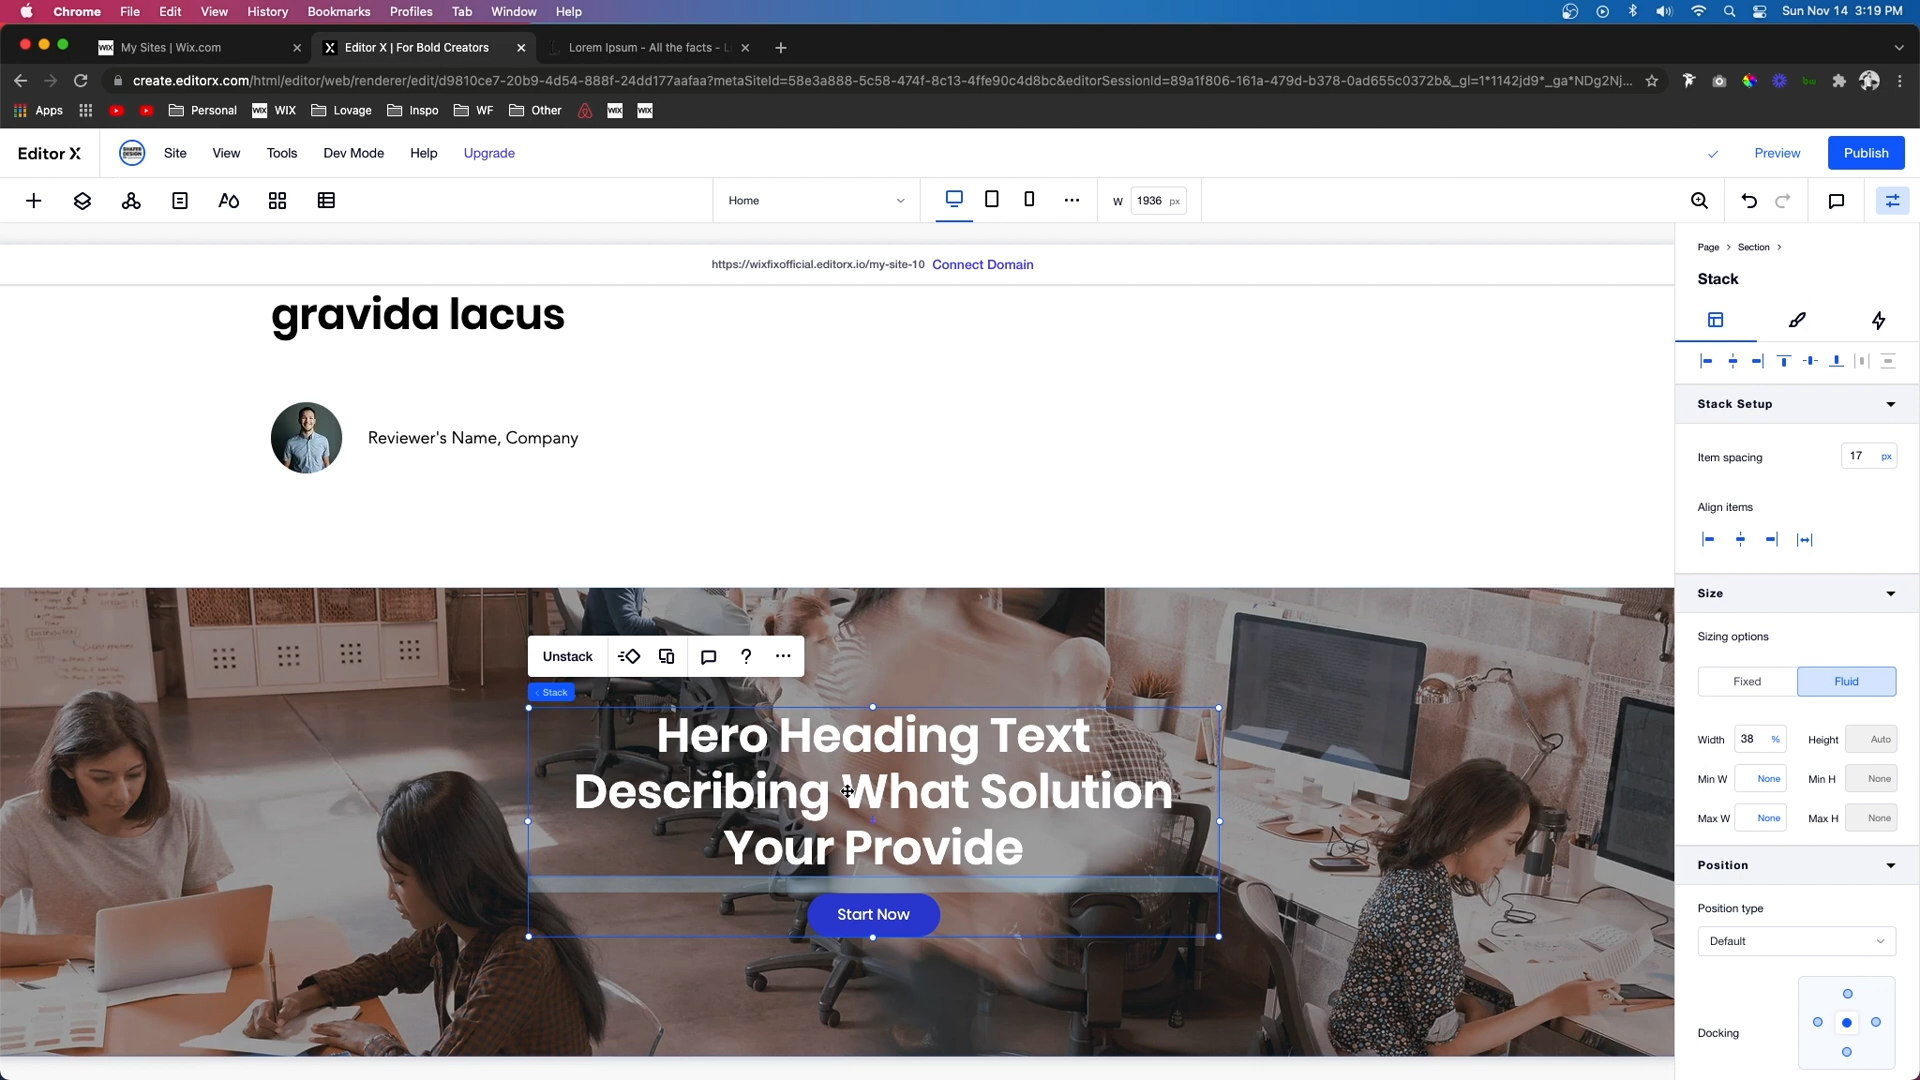 Chrome File Edit View History Bookmarks Profiles Tab Window Help Sun Nov 14 3:19 PM
My Sites | Wix.com Editor X | For Bold Creators Lorem Ipsum - All the facts - L
create.editorx.com/html/editor/web/renderer/edit/d9810ce7-20b9-4d54-888f-24dd177aafaa?metaSiteId=58e3a888-5c58-474f-8c13-4ffe90c4d8bc&editorSessionId=89a1f806-161a-479d-b378-0ad655c0372b&_gl=1*1142jd9*_ga*NDg2Nj...
Apps Personal WIX WIX Lovage Inspo WF Other WIX WIX
Editor X Site View Tools Dev Mode Help Upgrade Preview Publish
Home W 1936 px
https://wixfixofficial.editorx.io/my-site-10 Connect Domain
gravida lacus
Reviewer's Name, Company
Unstack
Stack
Hero Heading Text
Describing What Solution
Your Provide
Start Now
Page > Section >
Stack
Stack Setup
Item spacing 17 px
Align items
Size
Sizing options
Fixed Fluid
Width 38 % Height Auto
Min W None Min H None
Max W None Max H None
Position
Position type
Default
Docking